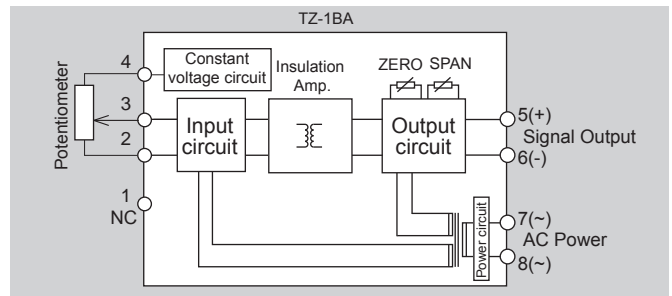 TZ-1BA
Potentiometer
4
3
2
1
NC
Constant
voltage circuit
Insulation
Amp.
ZERO SPAN
Input
circuit
Output
circuit
5(+)
Signal Output
6(-)
Power circuit
7(~)
AC Power
8(~)